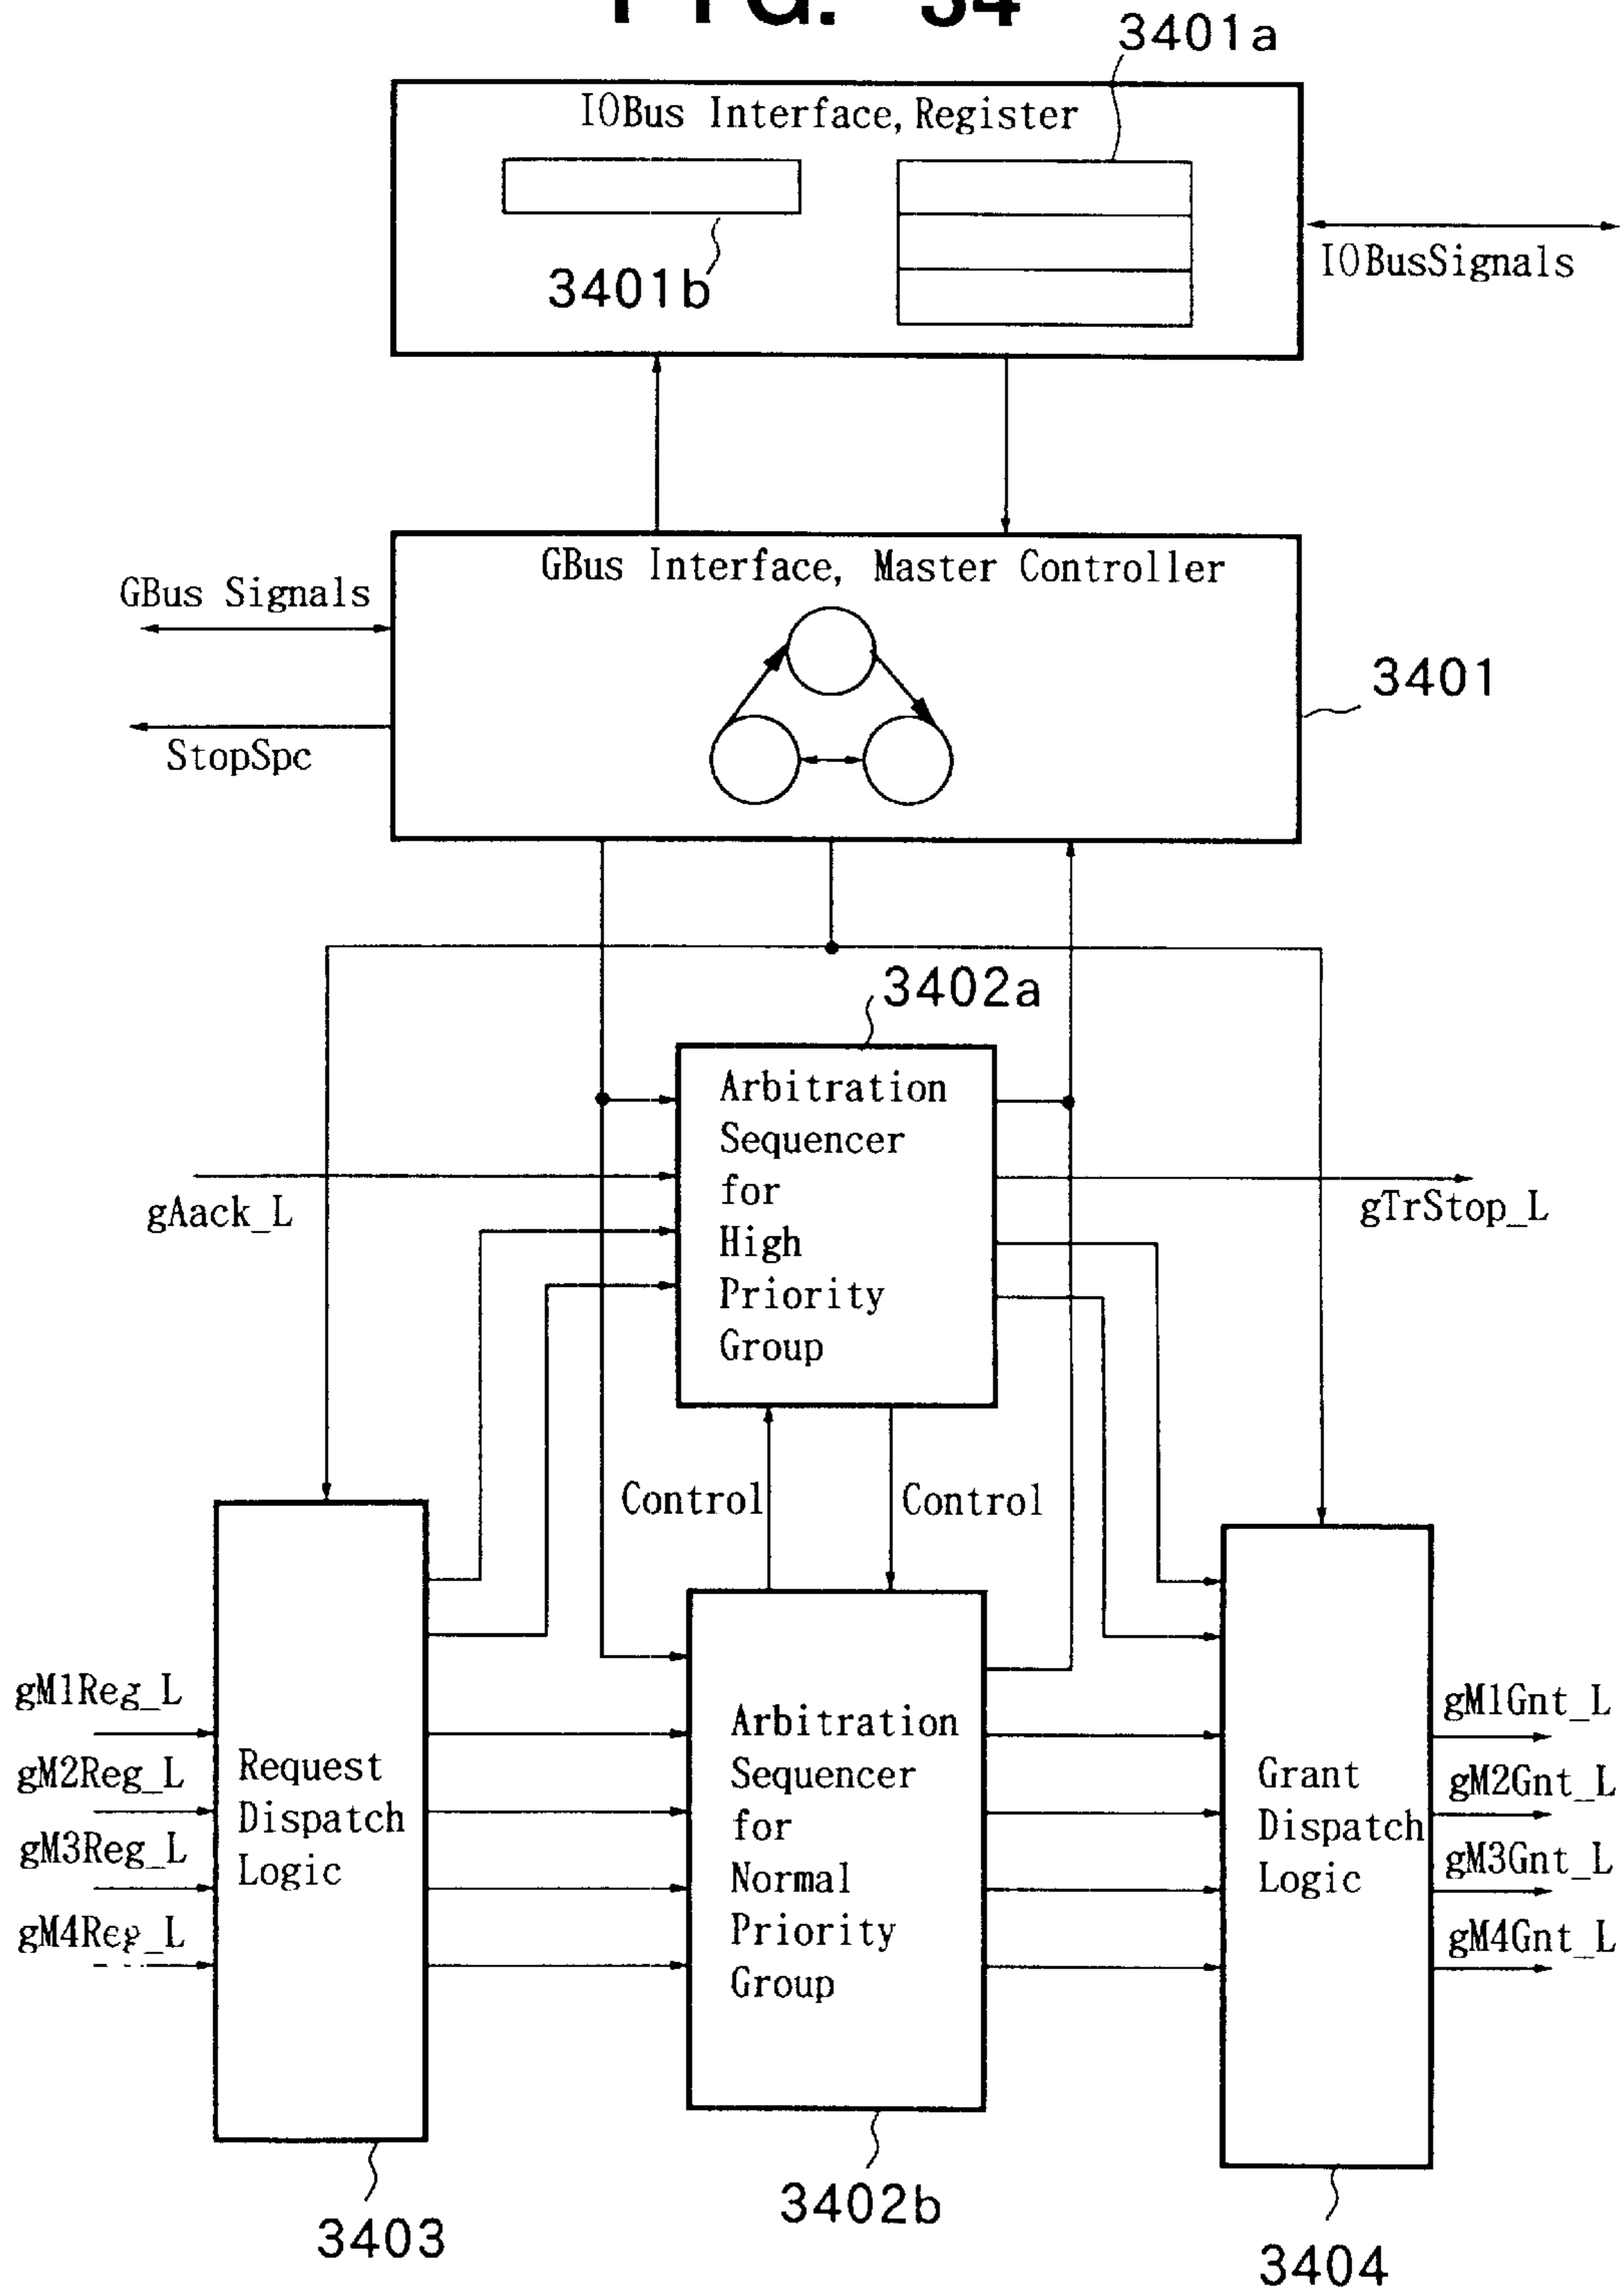 FIG. 34
3401a
IOBus Interface, Register
3401b
IOBusSignals
GBus Interface, Master Controller
GBus Signals
3401
StopSpc
3402a
Arbitration
Sequencer
for
High
Priority
Group
gAack_L
gTrStop_L
Control
Control
gM1Reg_L
gM2Reg_L
gM3Reg_L
gM4Reg_L
Request
Dispatch
Logic
Arbitration
Sequencer
for
Normal
Priority
Group
Grant
Dispatch
Logic
gM1Gnt_L
gM2Gnt_L
gM3Gnt_L
gM4Gnt_L
3403
3402b
3404